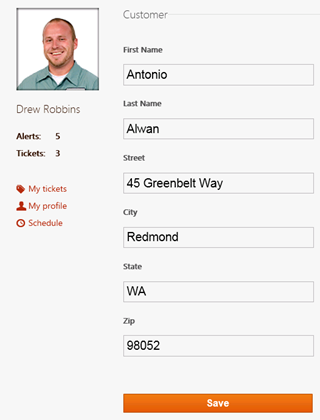 Drew Robbins
Alerts: 5
Tickets: 3
My tickets
My profile
Schedule
Customer
First Name
Antonio
Last Name
Alwan
Street
45 Greenbelt Way
City
Redmond
State
WA
Zip
98052
Save